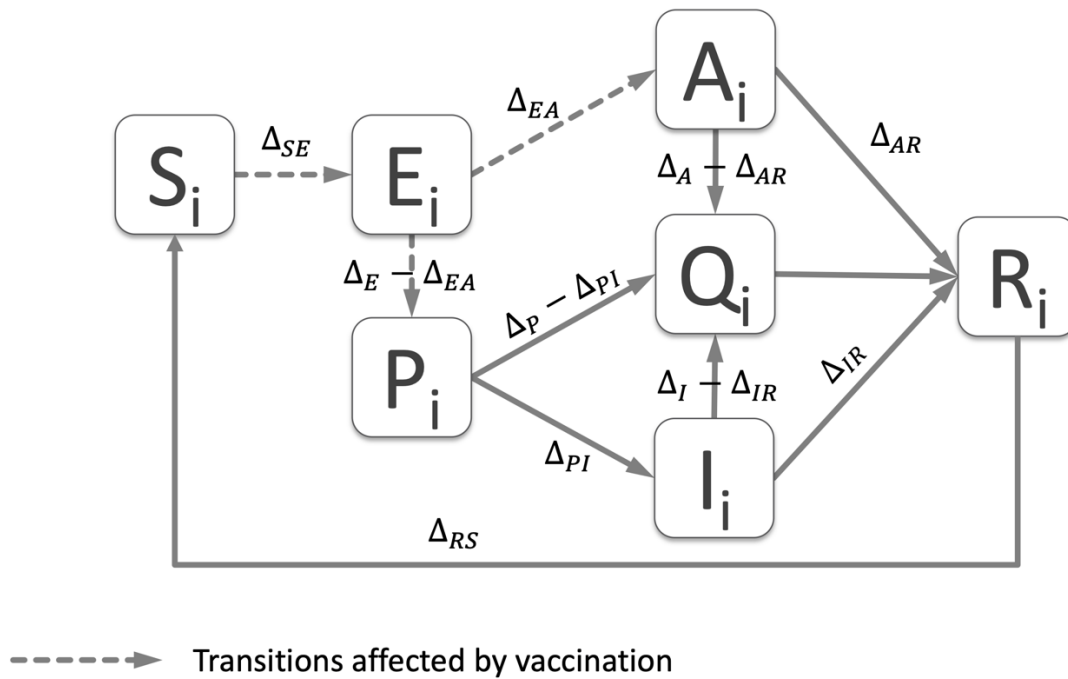 A_i
Δ_EA
Δ_SE
Δ_AR
S_i
E_i
Δ_A − Δ_AR
Δ_E − Δ_EA
Q_i
R_i
Δ_P − Δ_PI
P_i
Δ_I − Δ_IR
Δ_IR
Δ_PI
I_i
Δ_RS
Transitions affected by vaccination